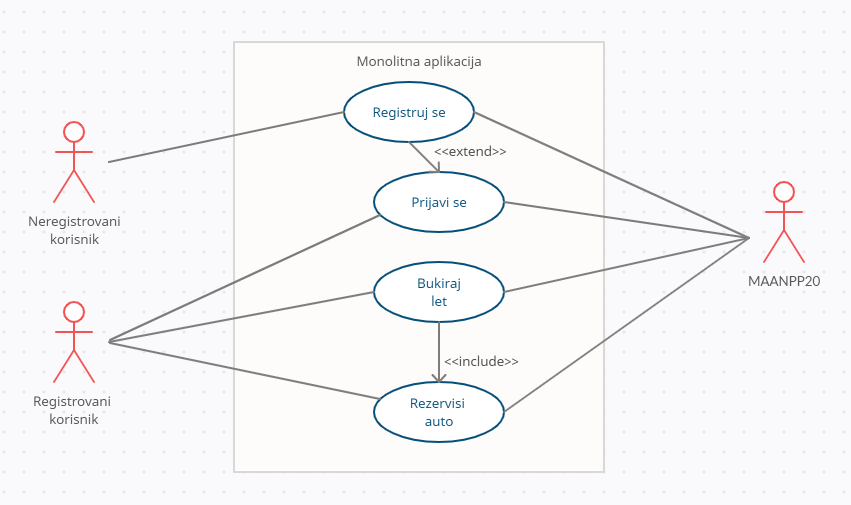 Monolitna aplikacija
Registruj se
<<extend>>
Neregistrovani
korisnik
Prijavi se
MAANPP20
Bukiraj
let
<<include>>
Registrovani
korisnik
Rezervisi
auto